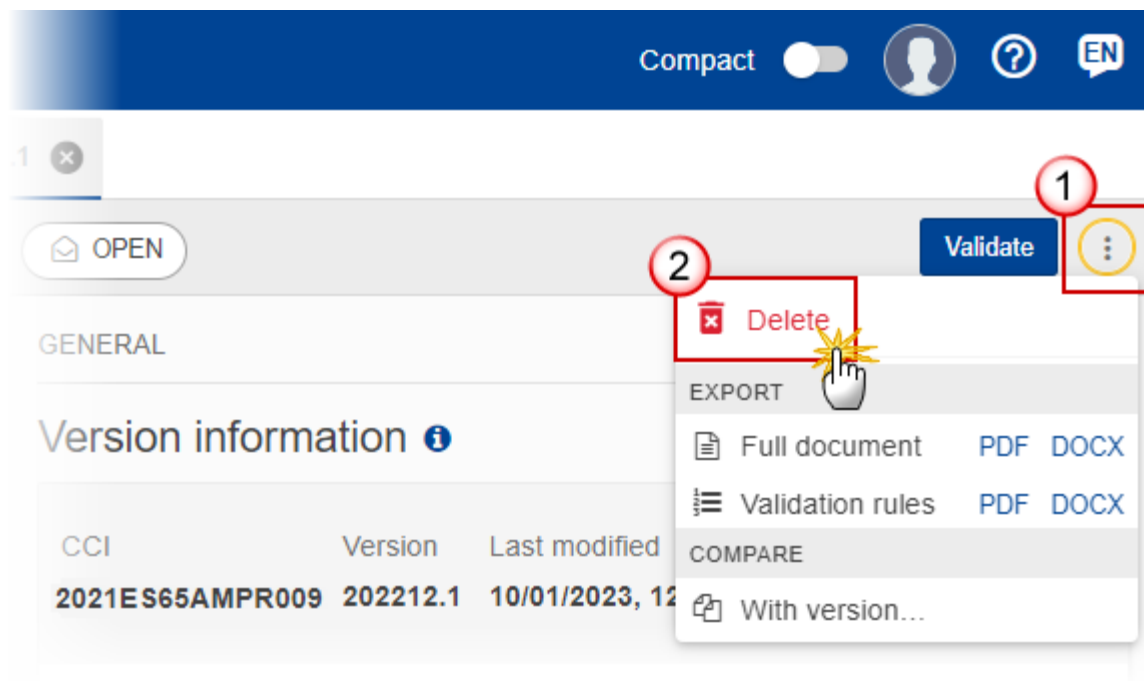 Compact EN
.1
1
OPEN Validate
2
Delete
GENERAL
EXPORT
Version information
Full document PDF DOCX
Validation rules PDF DOCX
CCI Version Last modified
COMPARE
2021ES65AMPR009 202212.1 10/01/2023, 12
With version...